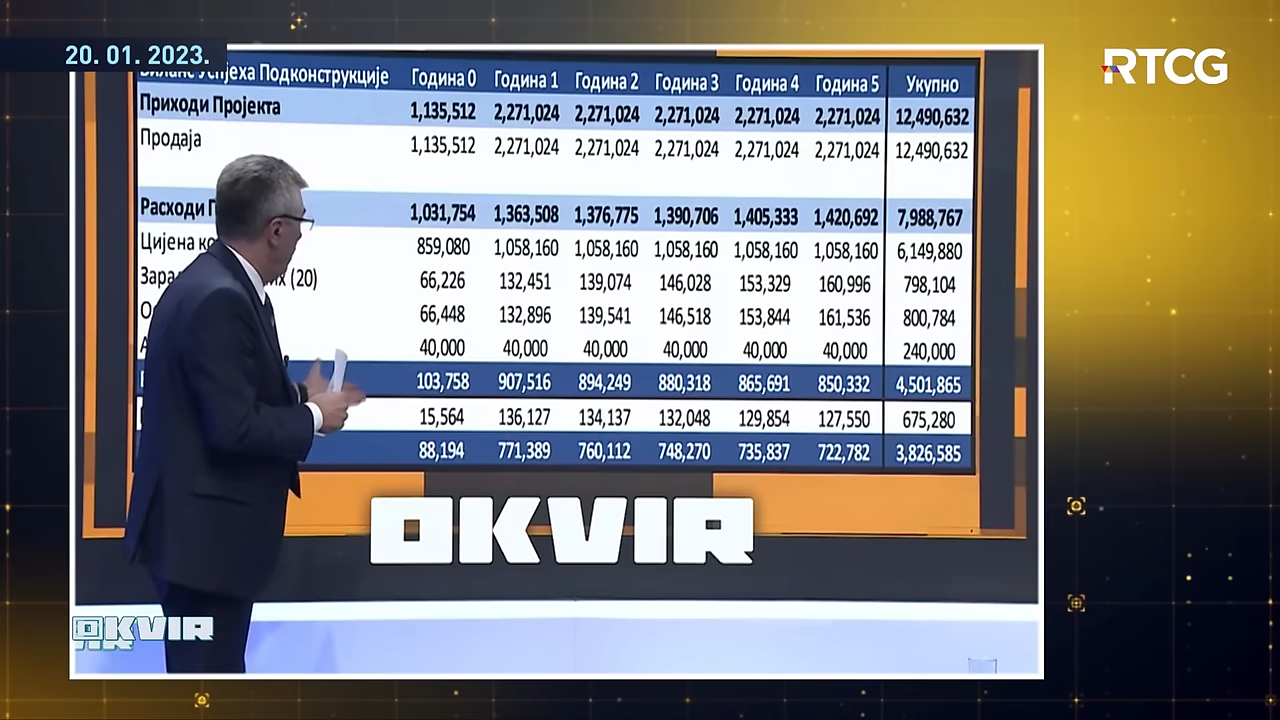 20. 01. 2023.
RTCG
Успјеха Подконструкције Година 0 Година 1 Година 2 Година 3 Година 4 Година 5 Укупно
Приходи Пројекта 1,135,512 2,271,024 2,271,024 2,271,024 2,271,024 2,271,024 12,490,632
Продаја 1,135,512 2,271,024 2,271,024 2,271,024 2,271,024 2,271,024 12,490,632
Расходи 1,031,754 1,363,508 1,376,775 1,390,706 1,405,333 1,420,692 7,988,767
Цијена 859,080 1,058,160 1,058,160 1,058,160 1,058,160 1,058,160 6,149,880
(20) 66,226 132,451 139,074 146,028 153,329 160,996 798,104
66,448 132,896 139,541 146,518 153,844 161,536 800,784
40,000 40,000 40,000 40,000 40,000 40,000 240,000
103,758 907,516 894,249 880,318 865,691 850,332 4,501,865
15,564 136,127 134,137 132,048 129,854 127,550 675,280
88,194 771,389 760,112 748,270 735,837 722,782 3,826,585
OKVIR
OKVIR